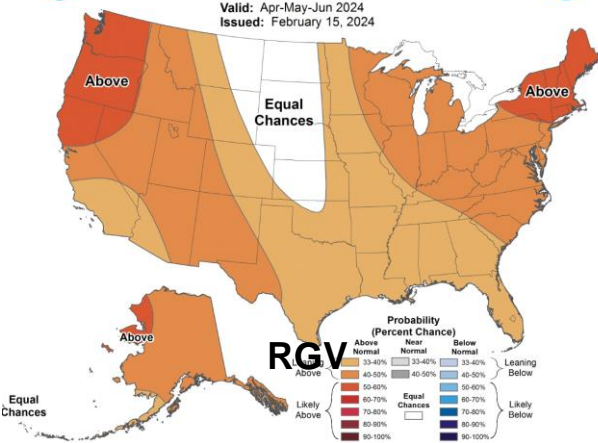 Valid: Apr-May-Jun 2024
Issued: February 15, 2024
Above
Equal
Chances
Above
Above
Equal
Chances
RGV
Probability
(Percent Chance)
Above
Normal
Near
Normal
Below
Normal
Leaning
Above
33-40%
40-50%
33-40%
40-50%
33-40%
40-50%
Leaning
Below
Likely
Above
50-60%
60-70%
70-80%
80-90%
90-100%
Equal
Chances
50-60%
60-70%
70-80%
80-90%
90-100%
Likely
Below